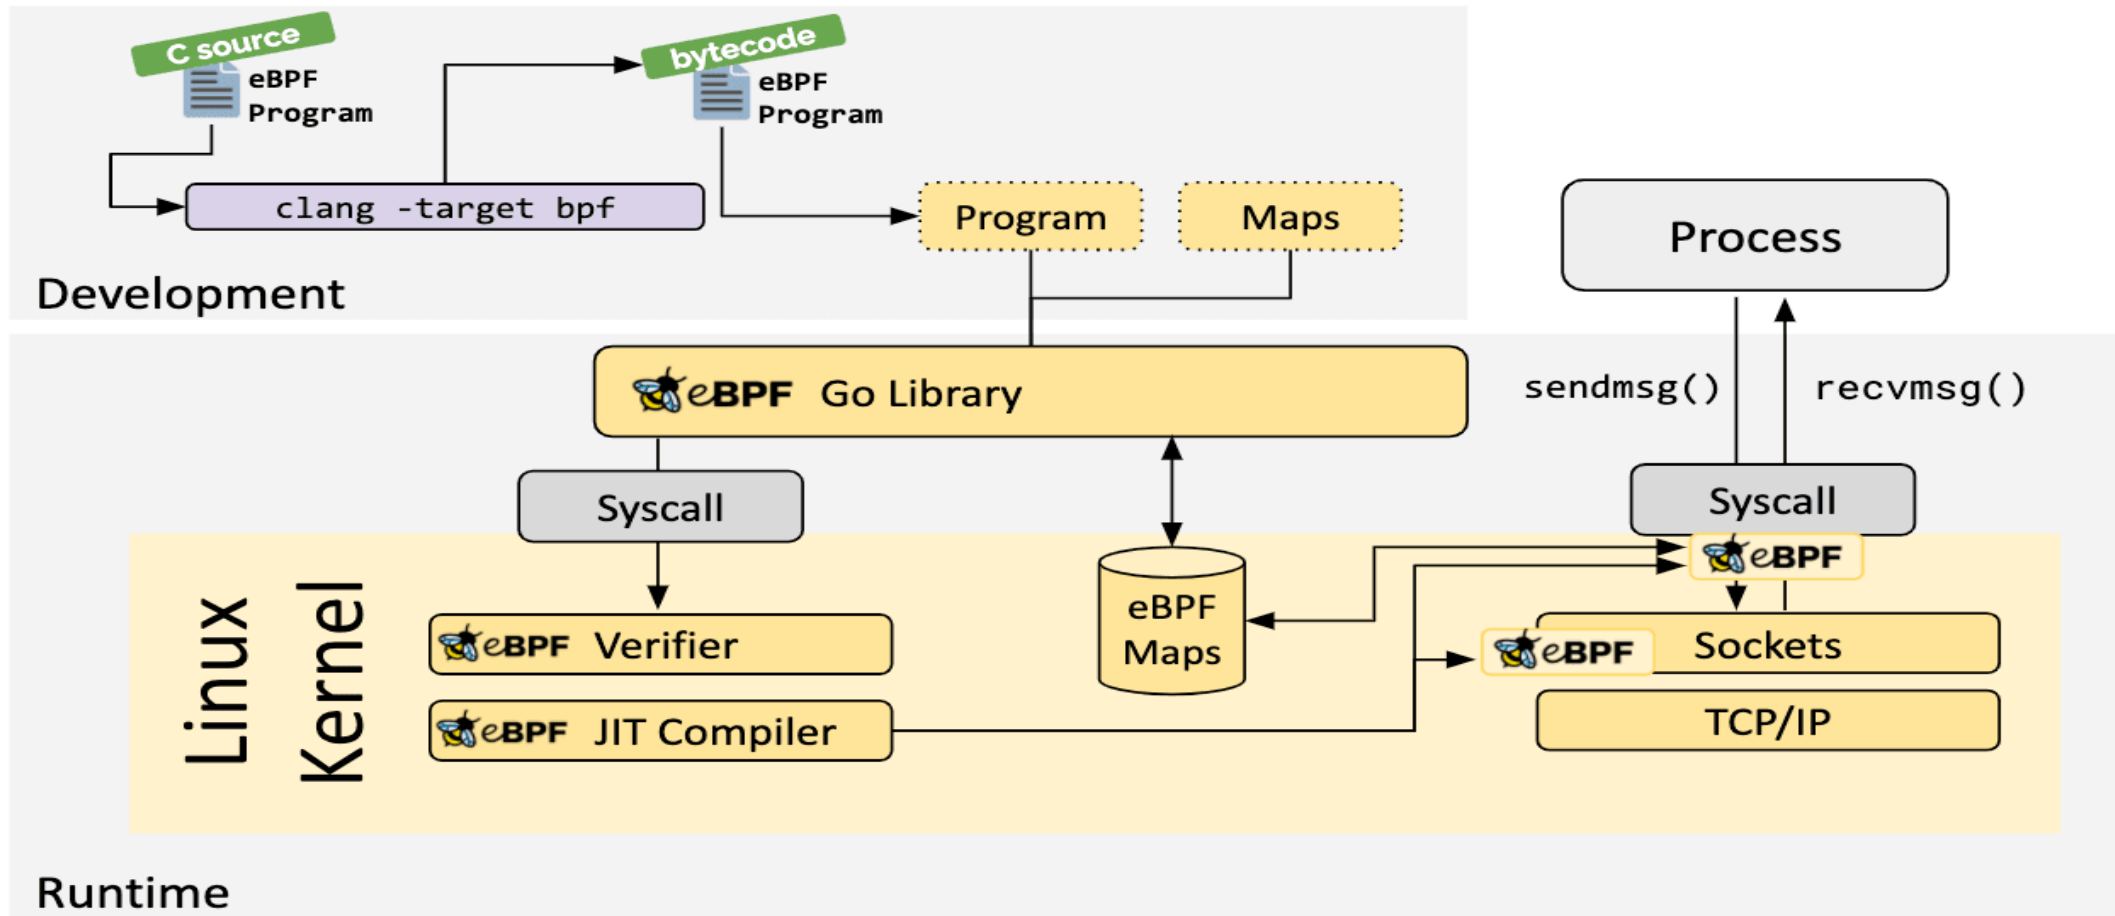 C source
eBPF
Program
bytecode
eBPF
Program
clang -target bpf
Program
Maps
Development
Process
eBPF Go Library
sendmsg()
recvmsg()
Syscall
Syscall
eBPF
Linux
Kernel
eBPF
Maps
eBPF Verifier
eBPF
Sockets
eBPF JIT Compiler
TCP/IP
Runtime